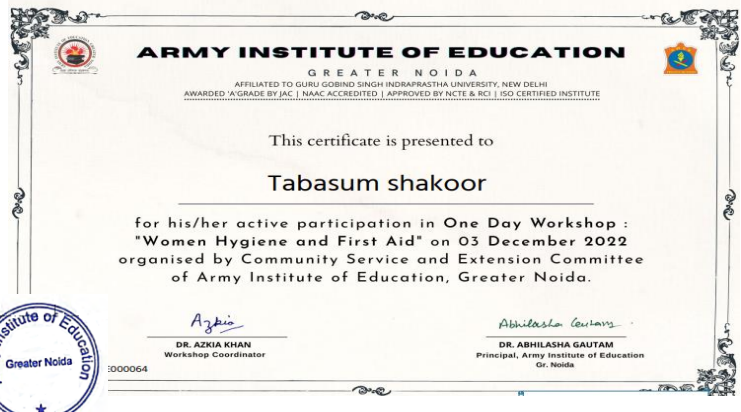 ARMY INSTITUTE OF EDUCATION
GREATER NOIDA
AFFILIATED TO GURU GOBIND SINGH INDRAPRASTHA UNIVERSITY, NEW DELHI
AWARDED 'A'GRADE BY JAC | NAAC ACCREDITED | APPROVED BY NCTE & RCI | ISO CERTIFIED INSTITUTE
This certificate is presented to
Tabasum shakoor
for his/her active participation in One Day Workshop :
"Women Hygiene and First Aid" on 03 December 2022
organised by Community Service and Extension Committee
of Army Institute of Education, Greater Noida.
Azkia
Abhilasha Gautam
DR. AZKIA KHAN
Workshop Coordinator
DR. ABHILASHA GAUTAM
Principal, Army Institute of Education
Gr. Noida
stitute of Education
Greater Noida
E000064